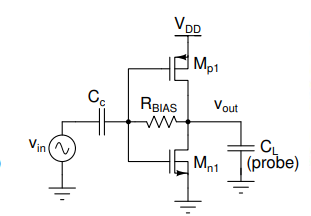 VDD
Mp1
Cc
RBIAS
vout
vin
CL
(probe)
Mn1